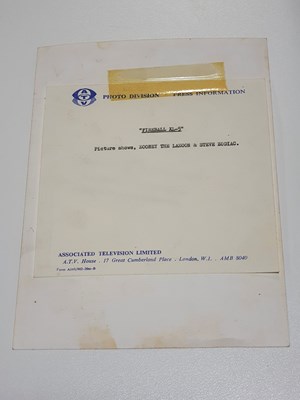 PHOTO DIVISION PRESS INFORMATION
"FIREBALL XL-5"
Picture shows, ZOONEY THE LAZOON & STEVE ZODIAC.
ASSOCIATED TELEVISION LIMITED
A.T.V. House . 17 Great Cumberland Place . London, W.1. . AMB 8040